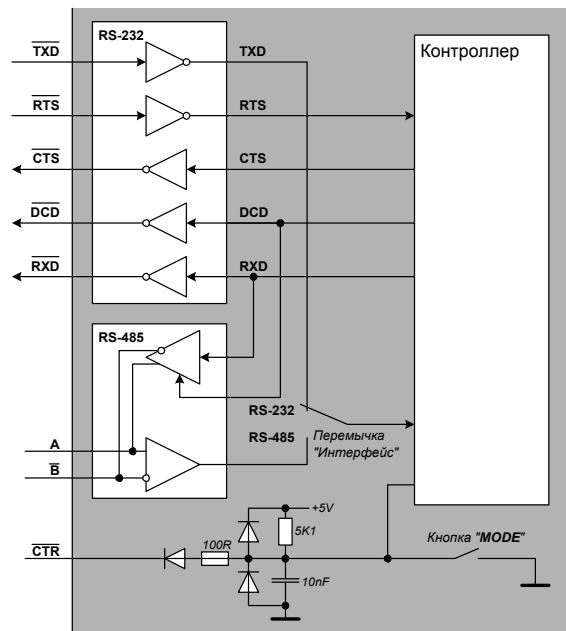 RS-232
TXD TXD
Контроллер
RTS RTS
CTS CTS
DCD DCD
RXD RXD
RS-485
RS-232
RS-485
Перемычка
"Интерфейс"
A
B
+5V
5K1
100R
10nF
CTR
Кнопка "MODE"